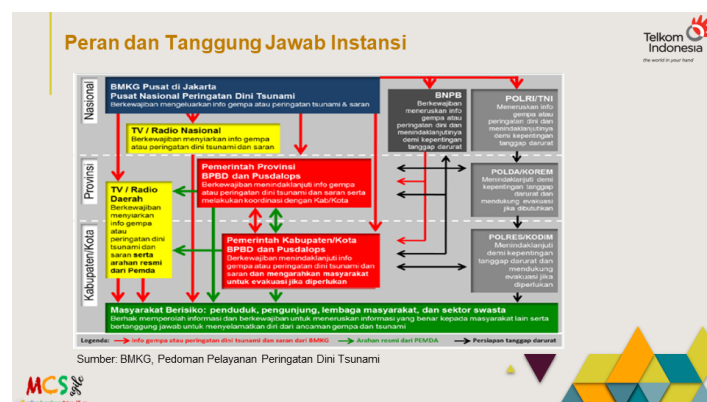 Peran dan Tanggung Jawab Instansi
Telkom
Indonesia
the world in your hand
Nasional
BMKG Pusat di Jakarta
Pusat Nasional Peringatan Dini Tsunami
Berkewajiban mengeluarkan info gempa atau peringatan tsunami & saran
TV / Radio Nasional
Berkewajiban menyiarkan info gempa
atau peringatan dini tsunami dan saran
BNPB
Berkewajiban
meneruskan info
gempa atau
peringatan dini dan
menindaklanjutinya
demi kepentingan
tanggap darurat
POLRI/TNI
Meneruskan info
gempa atau
peringatan dini dan
menindaklanjutinya
demi kepentingan
tanggap darurat
Provinsi
Pemerintah Provinsi
BPBD dan Pusdalops
Berkewajiban menindaklanjuti info gempa
atau peringatan dini tsunami dan saran serta
melakukan koordinasi dengan Kab/Kota
POLDA/KOREM
Menindaklanjuti demi
kepentingan tanggap
darurat dan
mendukung evakuasi
jika dibutuhkan
TV / Radio
Daerah
Berkewajiban
menyiarkan
info gempa
atau
peringatan dini
tsunami dan
saran serta
arahan resmi
dari Pemda
Kabupaten/Kota
Pemerintah Kabupaten/Kota
BPBD dan Pusdalops
Berkewajiban menindaklanjuti info gempa
atau peringatan dini tsunami dan
saran dan mengarahkan masyarakat
untuk evakuasi jika diperlukan
POLRES/KODIM
Menindaklanjuti
demi kepentingan
tanggap darurat dan
mendukung
evakuasi jika
diperlukan
Masyarakat Berisiko: penduduk, pengunjung, lembaga masyarakat, dan sektor swasta
Berhak memperolah informasi dan berkewajiban untuk meneruskan informasi yang benar kepada masyarakat lain serta
bertanggung jawab untuk menyelamatkan diri dari ancaman gempa dan tsunami
Legenda: Info gempa atau peringatan dini tsunami dan saran dari BMKG Arahan resmi dari PEMDA Persiapan tanggap darurat
Sumber: BMKG, Pedoman Pelayanan Peringatan Dini Tsunami
MCS